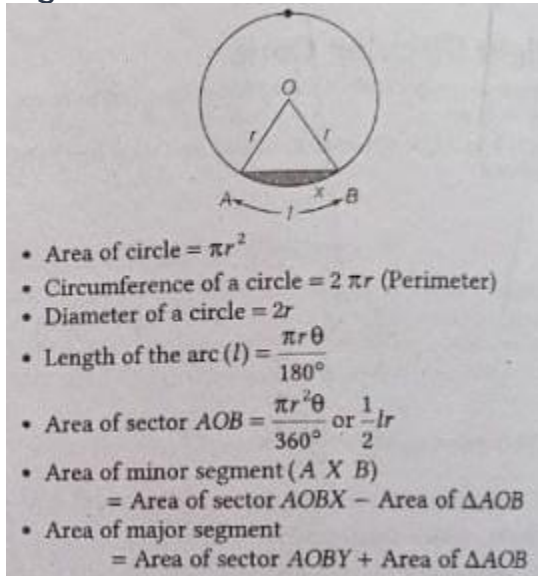 O
r r
A x B
l
• Area of circle = πr²
• Circumference of a circle = 2 πr (Perimeter)
• Diameter of a circle = 2r
• Length of the arc (l) = πrθ/180°
• Area of sector AOB = πr²θ/360° or 1/2 lr
• Area of minor segment (A X B)
= Area of sector AOBX − Area of ΔAOB
• Area of major segment
= Area of sector AOBY + Area of ΔAOB